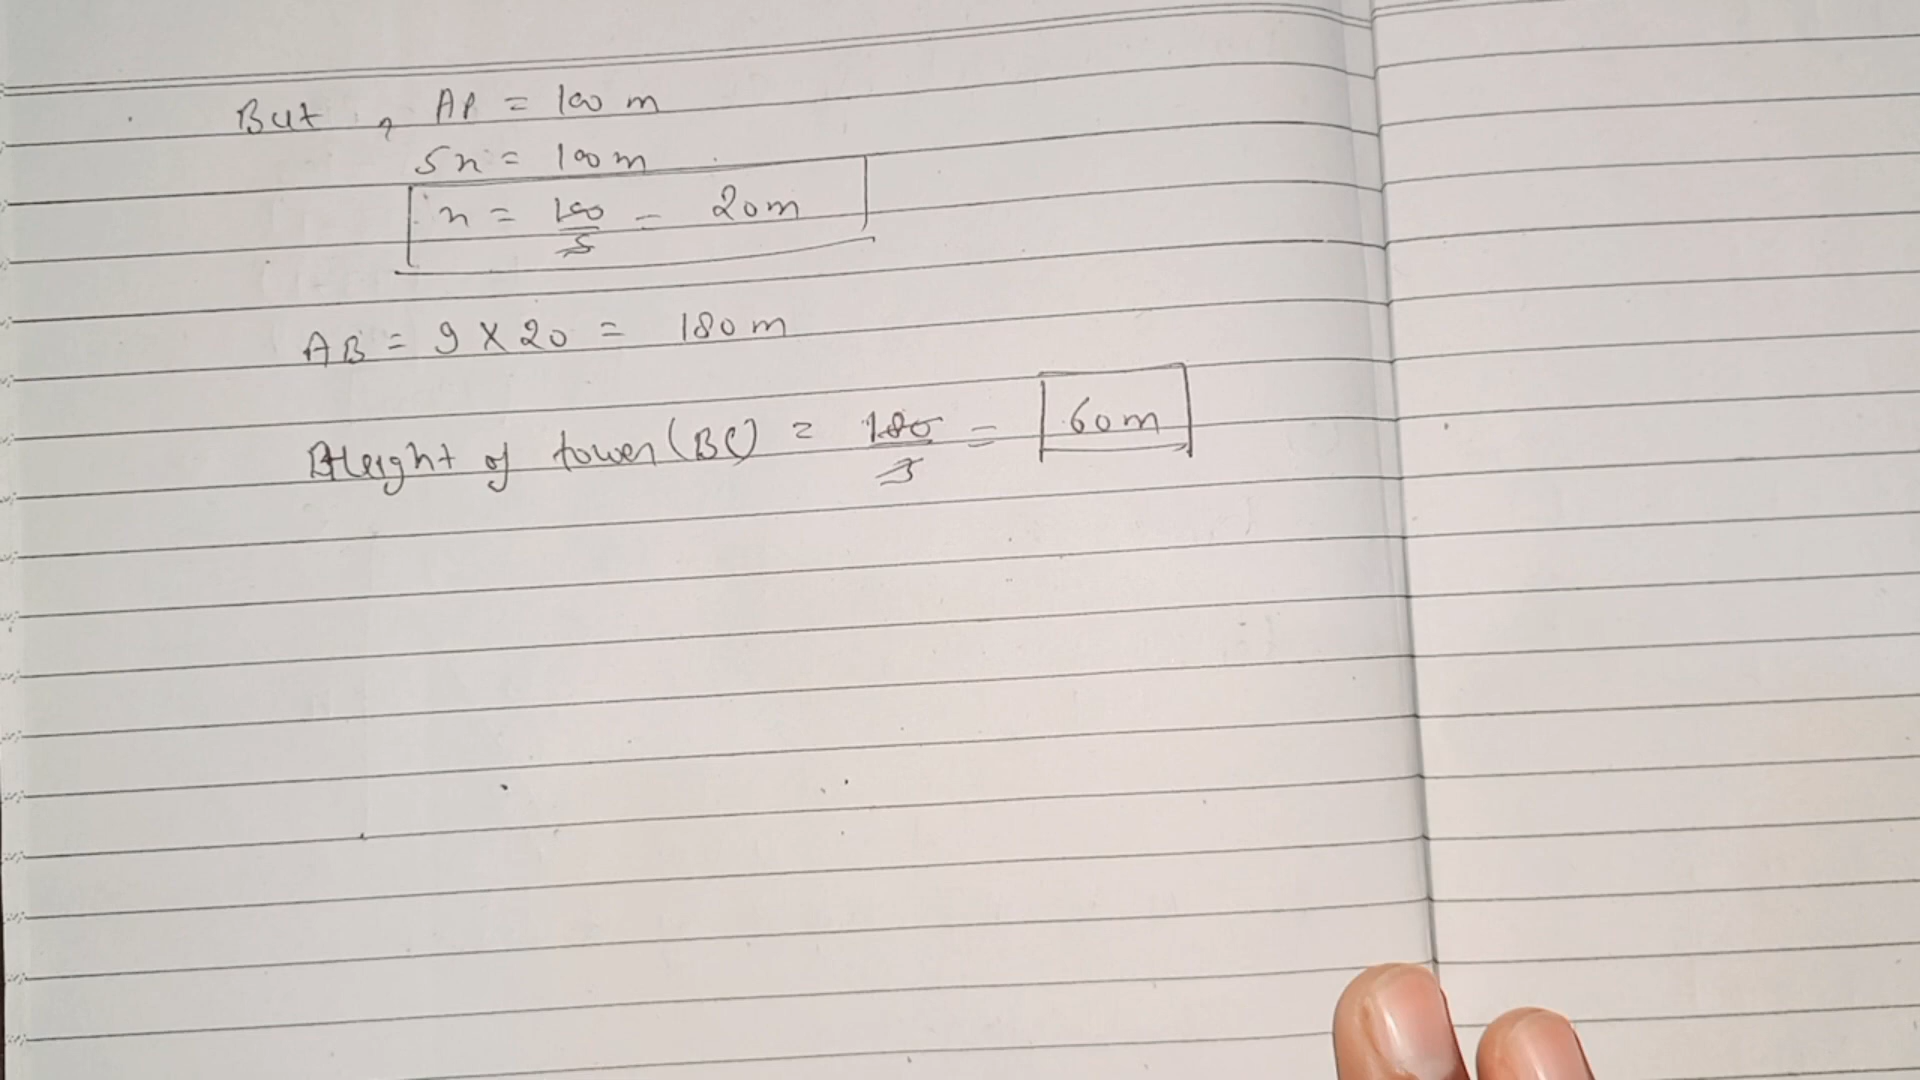 But, AP = 100 m
5x = 100 m
x = 100/5 = 20m
AB = 9 × 20 = 180 m
Height of tower (BC) = 180/3 = 60m